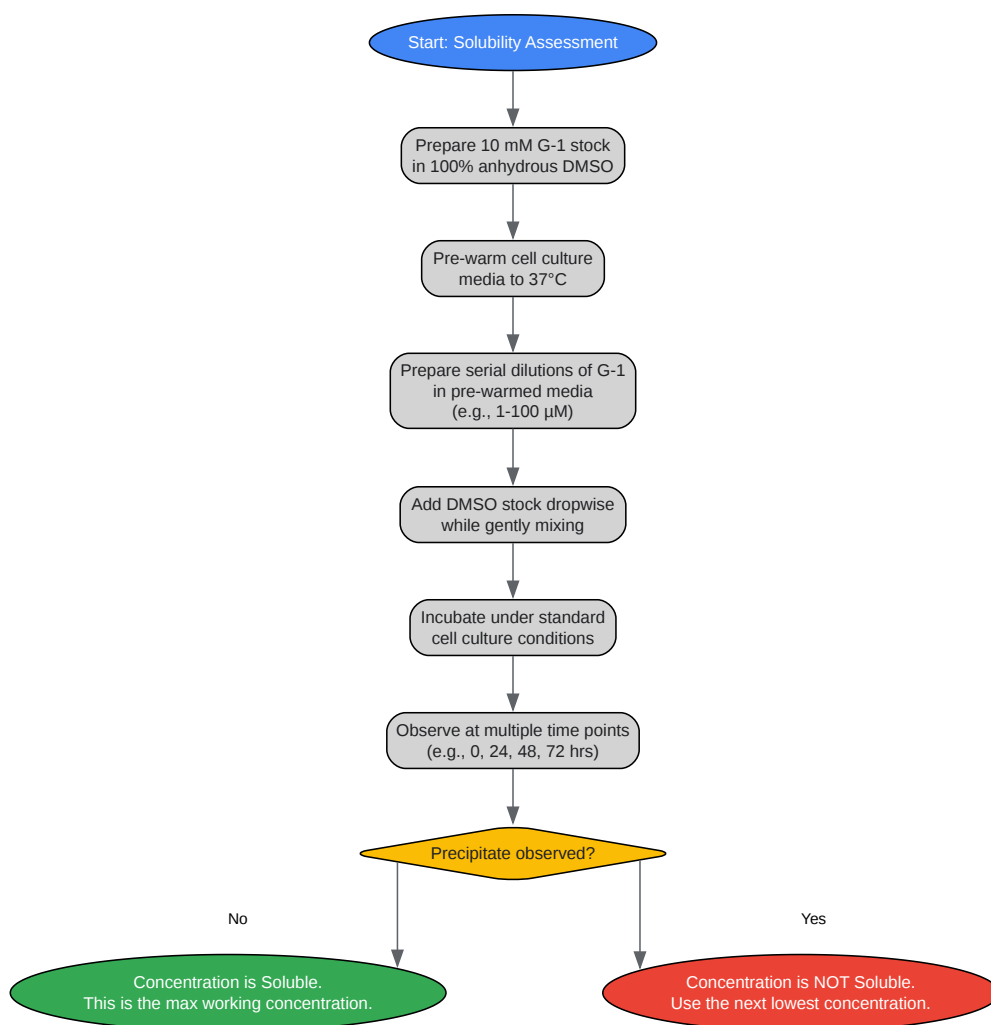 Start: Solubility Assessment
Prepare 10 mM G-1 stock
in 100% anhydrous DMSO
Pre-warm cell culture
media to 37°C
Prepare serial dilutions of G-1
in pre-warmed media
(e.g., 1-100 µM)
Add DMSO stock dropwise
while gently mixing
Incubate under standard
cell culture conditions
Observe at multiple time points
(e.g., 0, 24, 48, 72 hrs)
Precipitate observed?
No
Yes
Concentration is Soluble.
This is the max working concentration.
Concentration is NOT Soluble.
Use the next lowest concentration.